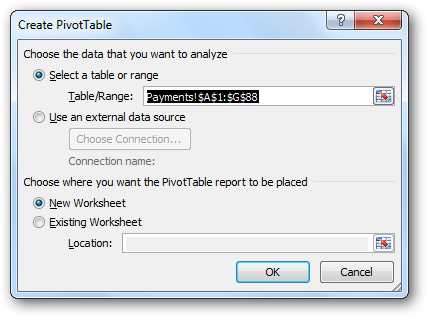 Create PivotTable
Choose the data that you want to analyze
Select a table or range
Table/Range: Payments!$A$1:$G$88
Use an external data source
Choose Connection...
Connection name:
Choose where you want the PivotTable report to be placed
New Worksheet
Existing Worksheet
Location:
OK Cancel